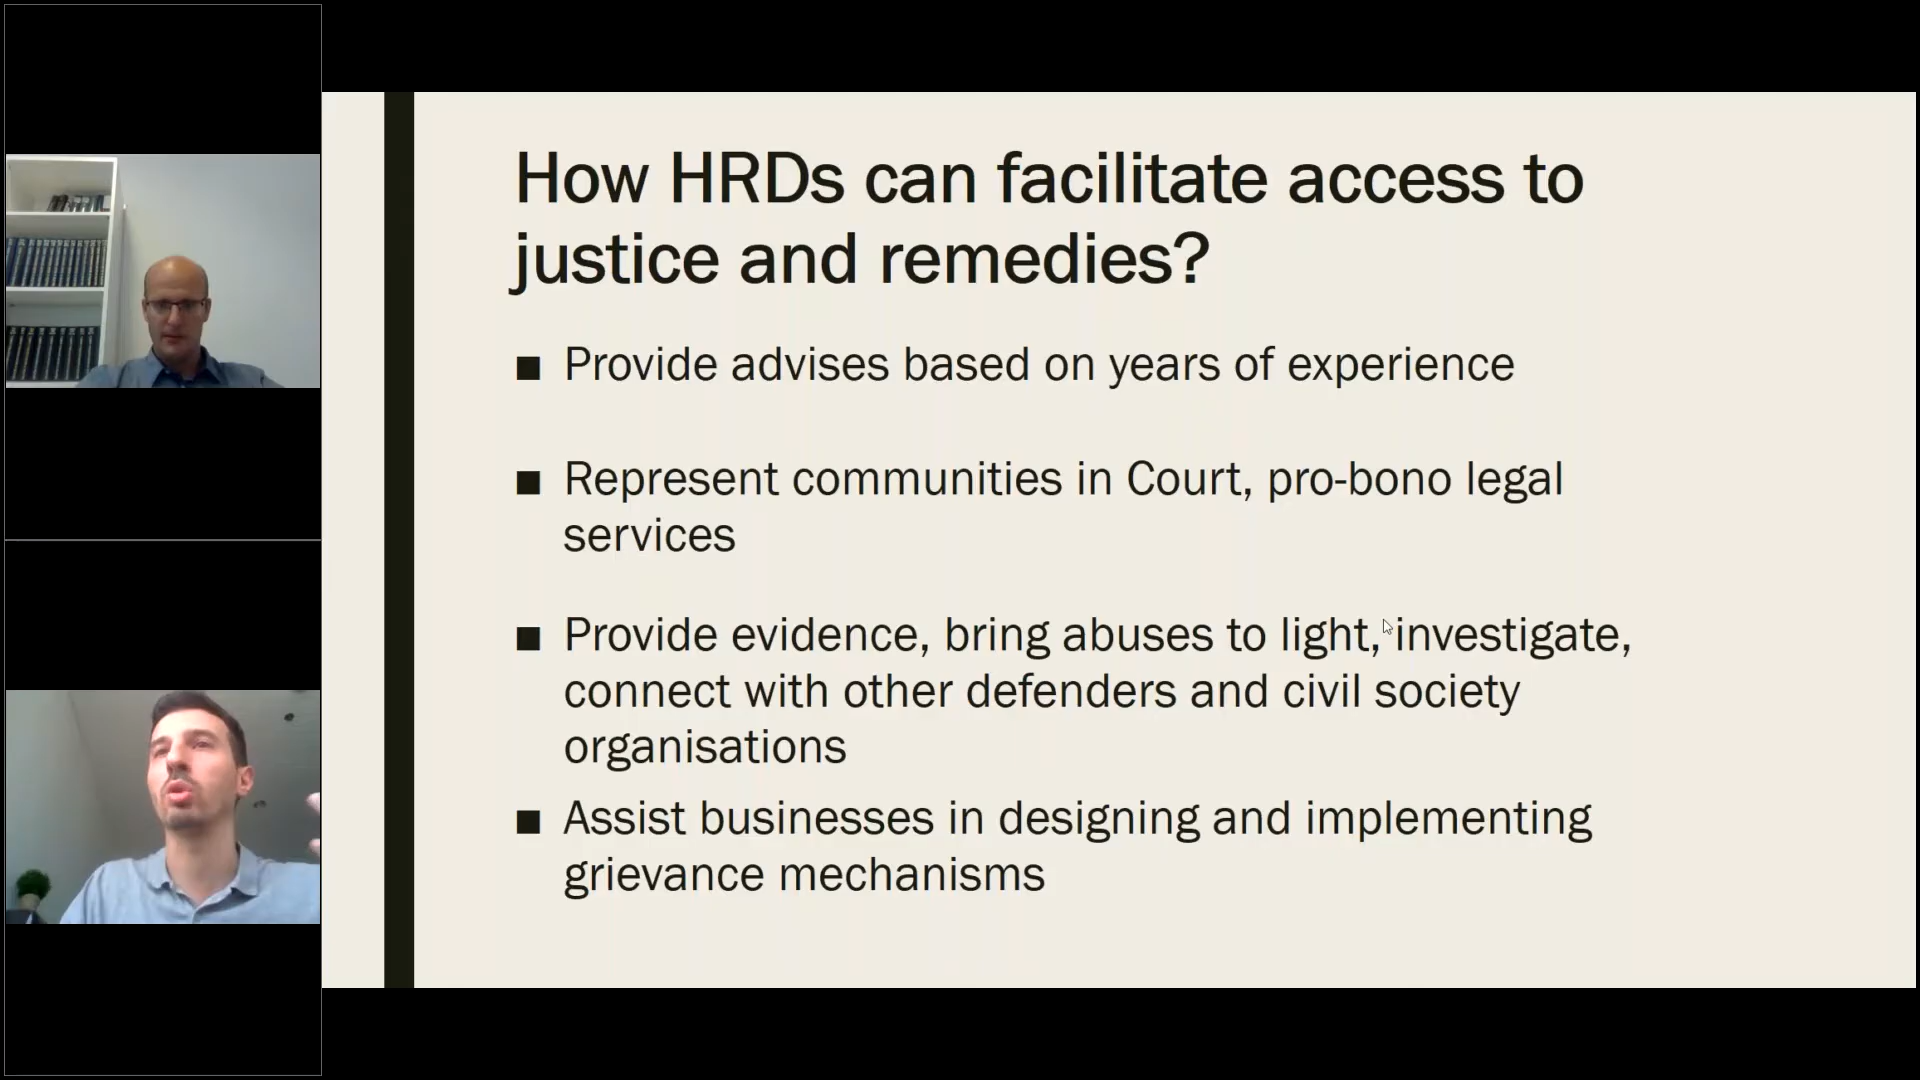 How HRDs can facilitate access to
justice and remedies?
■ Provide advises based on years of experience
■ Represent communities in Court, pro-bono legal
services
■ Provide evidence, bring abuses to light, investigate,
connect with other defenders and civil society
organisations
■ Assist businesses in designing and implementing
grievance mechanisms